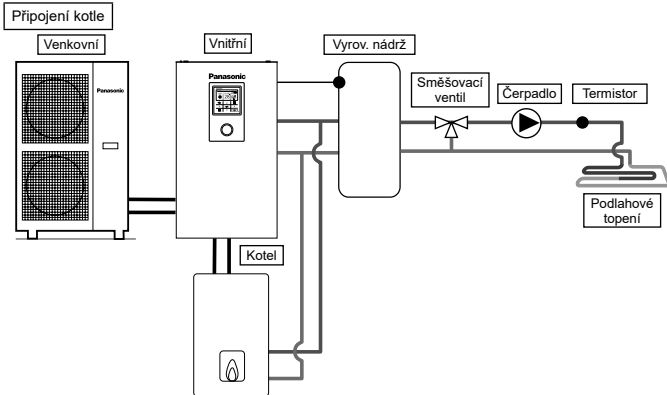 Připojení kotle
Venkovní
Vnitřní
Vyrov. nádrž
Směšovací
ventil
Čerpadlo
Termistor
Panasonic
Panasonic
Podlahové
topení
Kotel